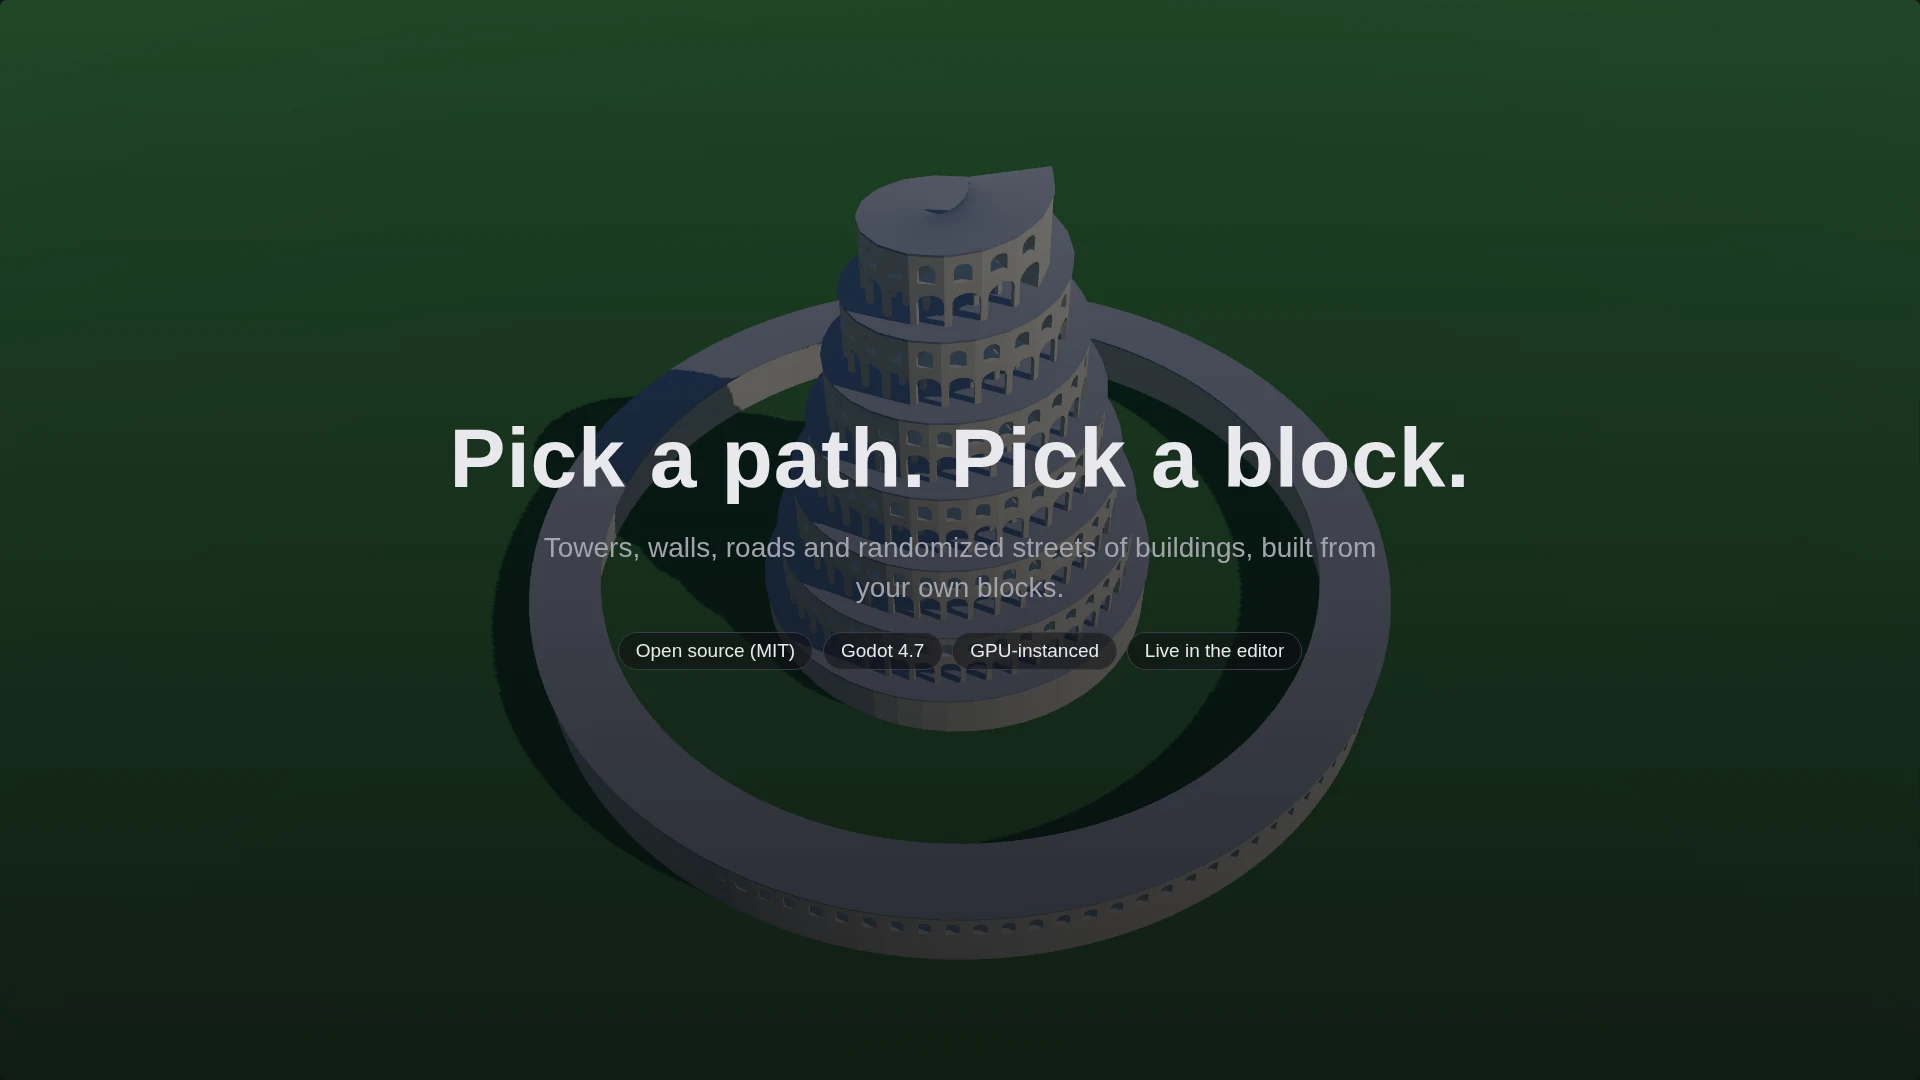 Pick a path. Pick a block.
Towers, walls, roads and randomized streets of buildings, built from
your own blocks.
Open source (MIT) Godot 4.7 GPU-instanced Live in the editor